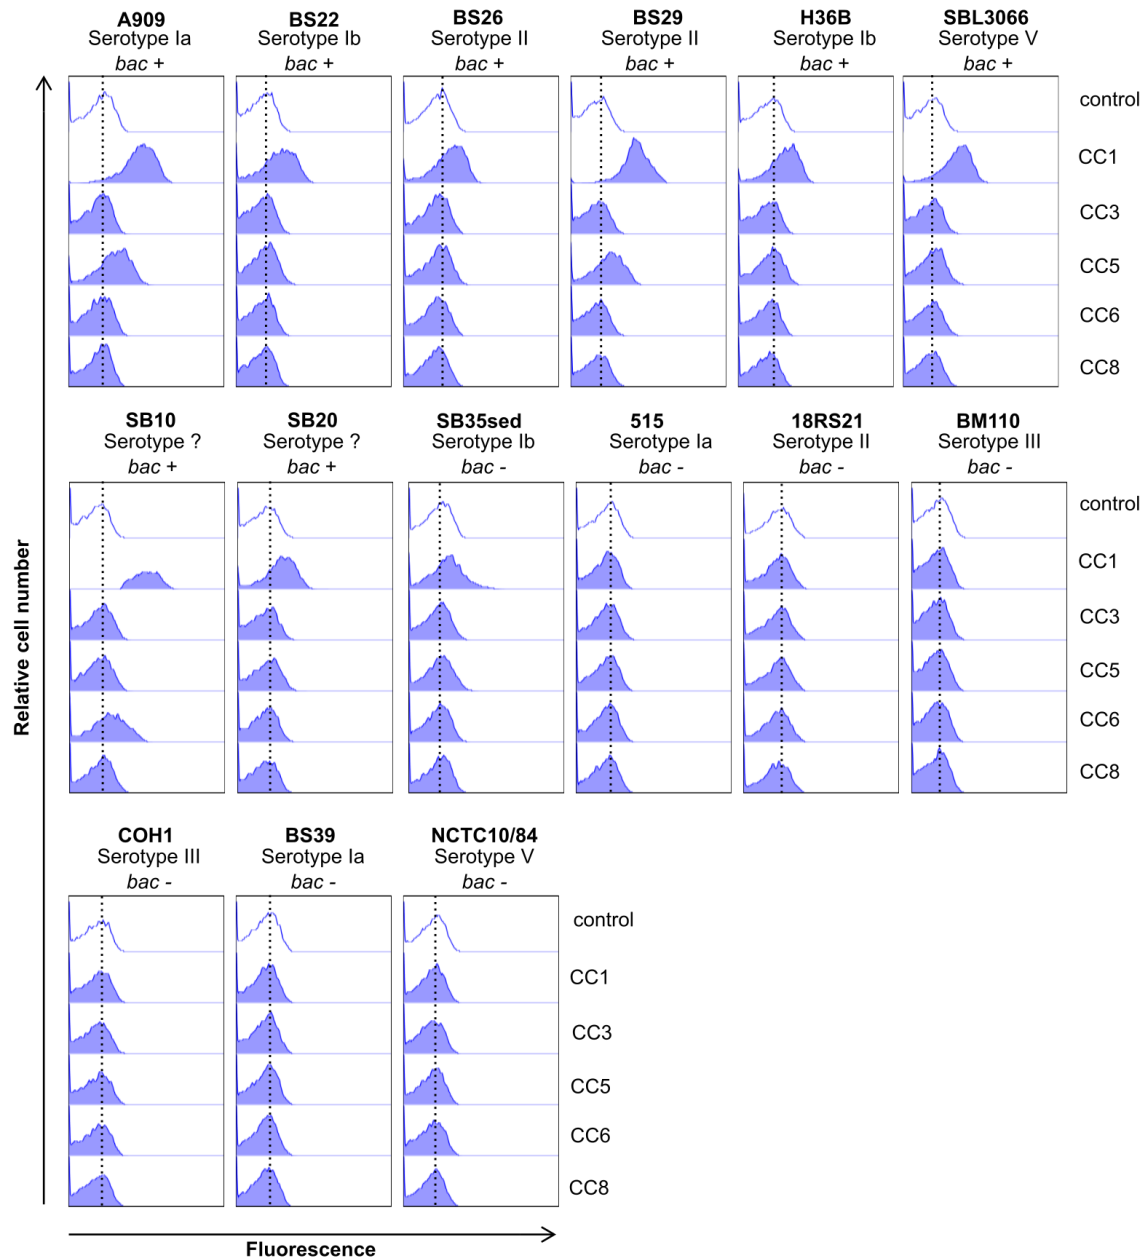 A909
Serotype Ia
bac +
BS22
Serotype Ib
bac +
BS26
Serotype II
bac +
BS29
Serotype II
bac +
H36B
Serotype Ib
bac +
SBL3066
Serotype V
bac +
control
CC1
CC3
CC5
CC6
CC8
SB10
Serotype ?
bac +
SB20
Serotype ?
bac +
SB35sed
Serotype Ib
bac -
515
Serotype Ia
bac -
18RS21
Serotype II
bac -
BM110
Serotype III
bac -
control
CC1
CC3
CC5
CC6
CC8
Relative cell number
COH1
Serotype III
bac -
BS39
Serotype Ia
bac -
NCTC10/84
Serotype V
bac -
control
CC1
CC3
CC5
CC6
CC8
Fluorescence